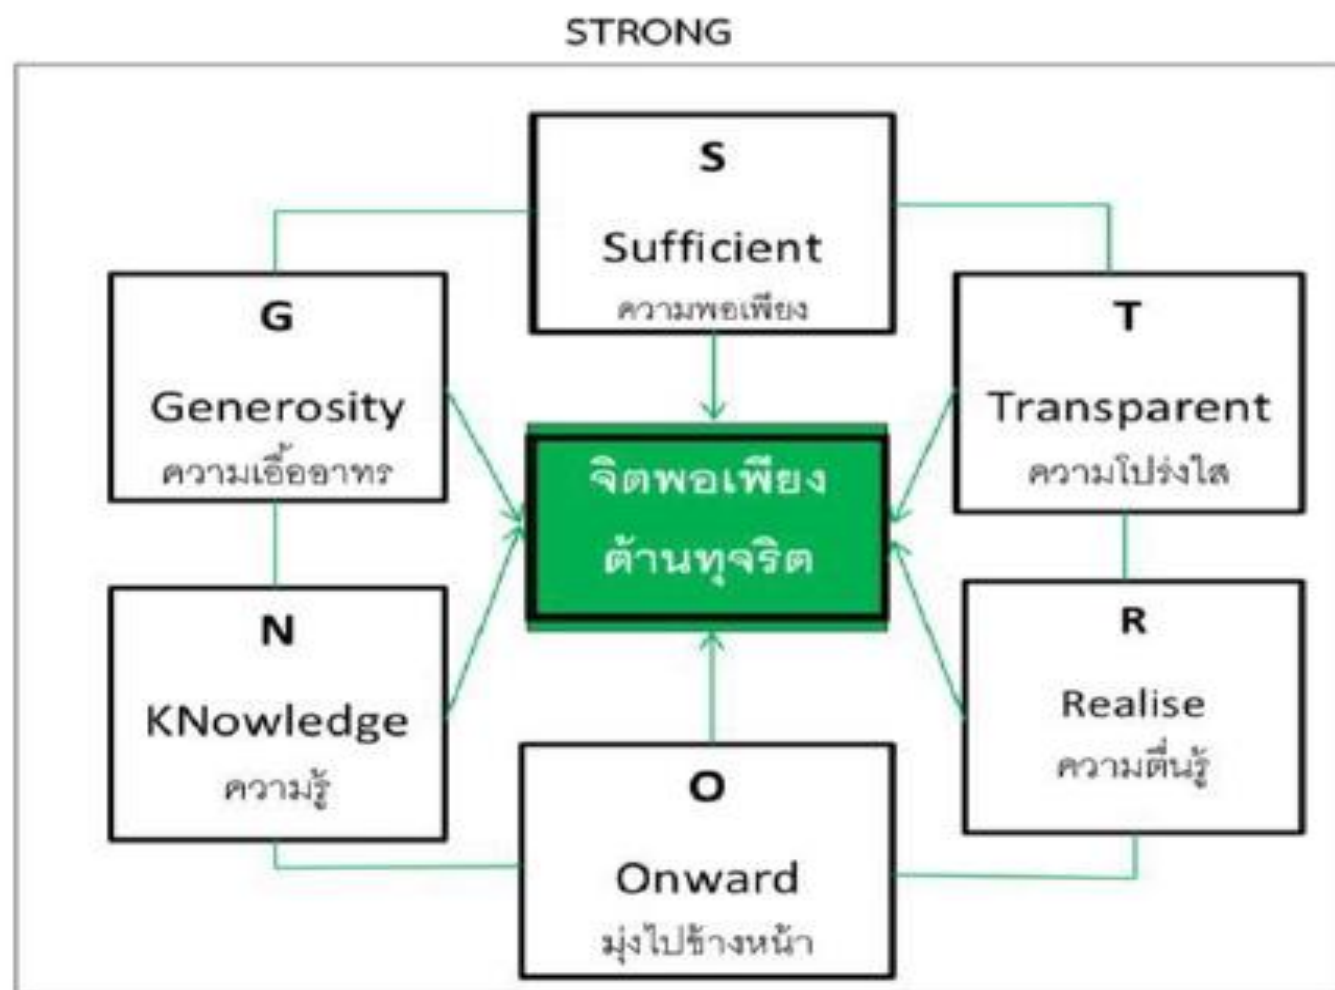 STRONG
S
Sufficient
ความพอเพียง
G
Generosity
ความเอื้ออาทร
T
Transparent
ความโปร่งใส
จิตพอเพียง
ต้านทุจริต
N
KNowledge
ความรู้
R
Realise
ความตื่นรู้
O
Onward
มุ่งไปข้างหน้า